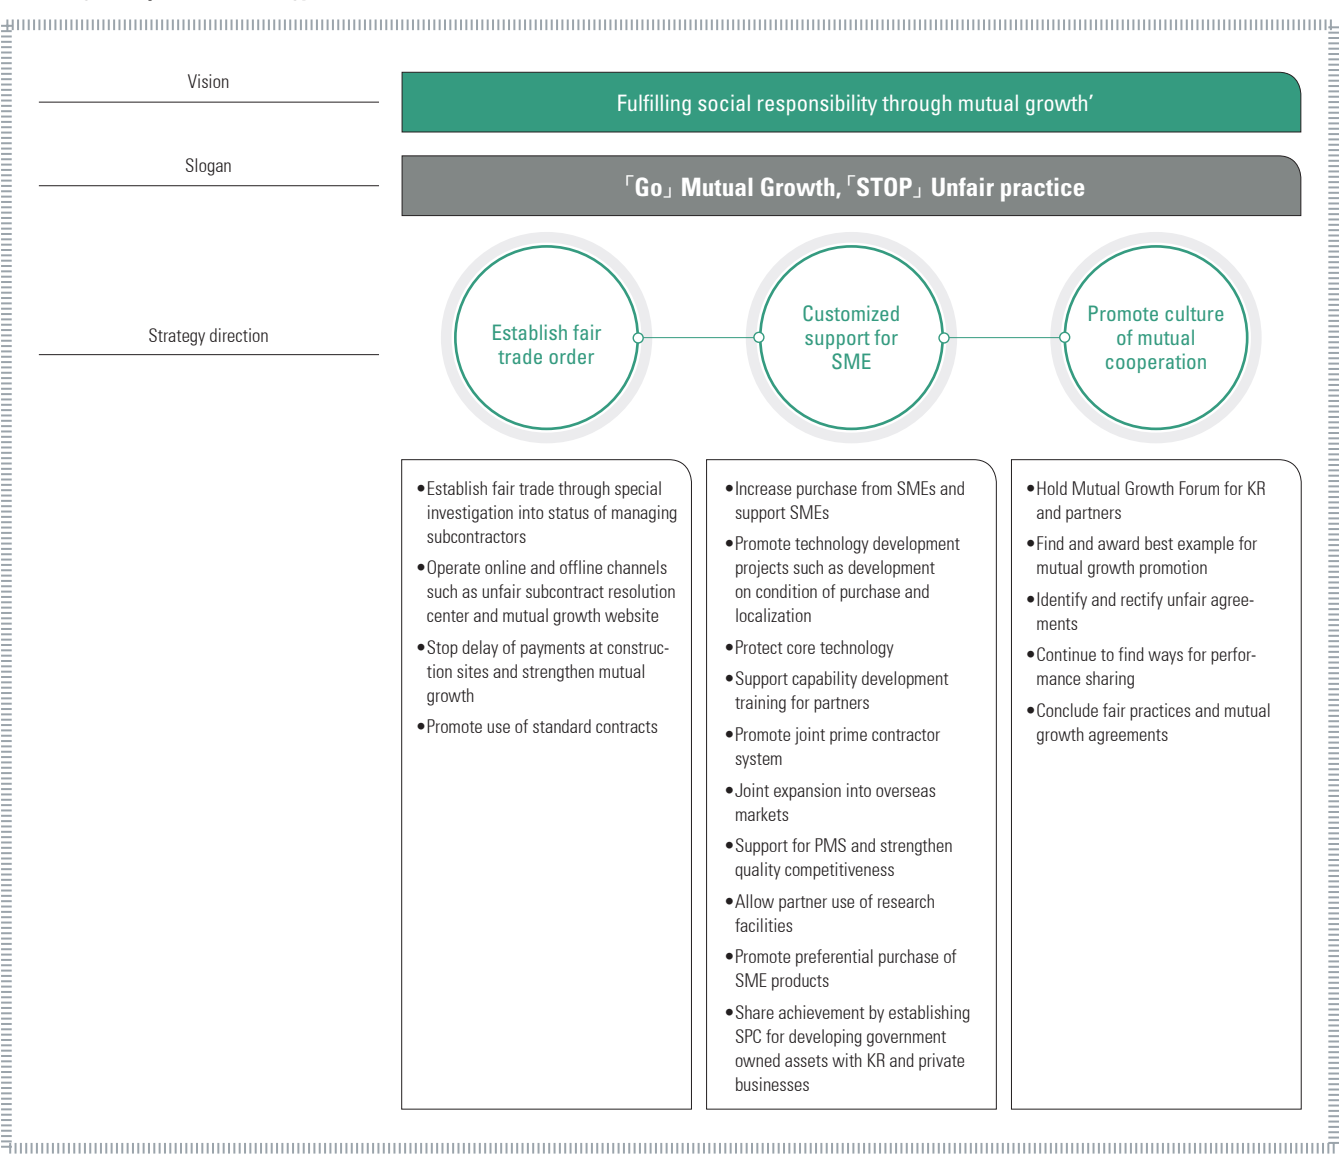 Vision
Fulfilling social responsibility through mutual growth’
Slogan
「Go」 Mutual Growth, 「STOP」 Unfair practice
Strategy direction
Establish fair
trade order
Customized
support for
SME
Promote culture
of mutual
cooperation
•Establish fair trade through special
investigation into status of managing
subcontractors
•Operate online and offline channels
such as unfair subcontract resolution
center and mutual growth website
•Stop delay of payments at construc-
tion sites and strengthen mutual
growth
•Promote use of standard contracts
•Increase purchase from SMEs and
support SMEs
•Promote technology development
projects such as development
on condition of purchase and
localization
•Protect core technology
•Support capability development
training for partners
•Promote joint prime contractor
system
•Joint expansion into overseas
markets
•Support for PMS and strengthen
quality competitiveness
•Allow partner use of research
facilities
•Promote preferential purchase of
SME products
•Share achievement by establishing
SPC for developing government
owned assets with KR and private
businesses
•Hold Mutual Growth Forum for KR
and partners
•Find and award best example for
mutual growth promotion
•Identify and rectify unfair agree-
ments
•Continue to find ways for perfor-
mance sharing
•Conclude fair practices and mutual
growth agreements